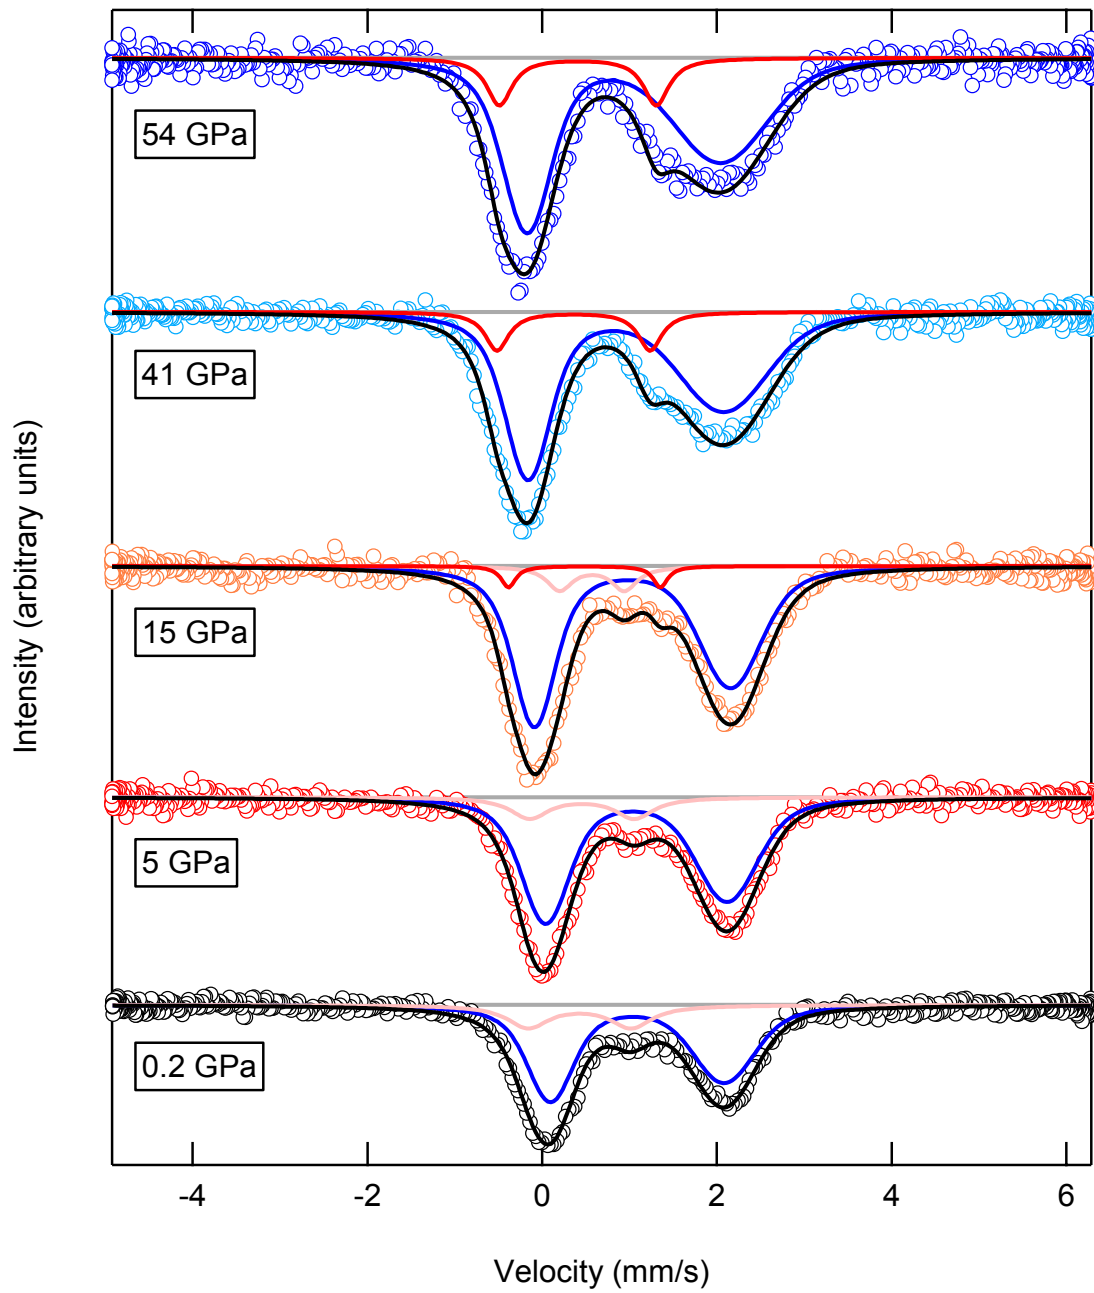 54 GPa
41 GPa
15 GPa
5 GPa
0.2 GPa
Intensity (arbitrary units)
-4 -2 0 2 4 6
Velocity (mm/s)